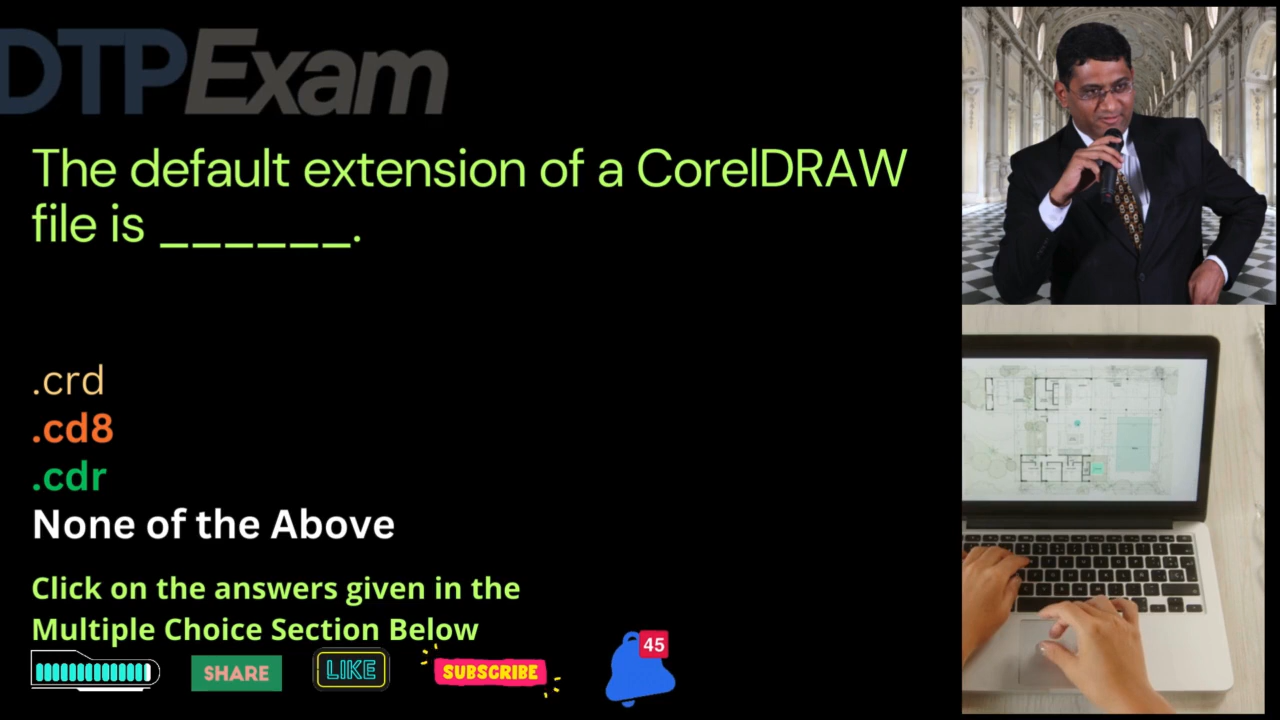 DTPExam
The default extension of a CorelDRAW
file is ______.
.crd
.cd8
.cdr
None of the Above
Click on the answers given in the
Multiple Choice Section Below
SHARE
LIKE
SUBSCRIBE
45